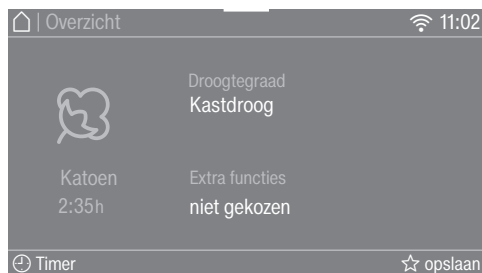 | Overzicht 11:02
Droogtegraad
Kastdroog
Katoen
2:35h
Extra functies
niet gekozen
Timer opslaan